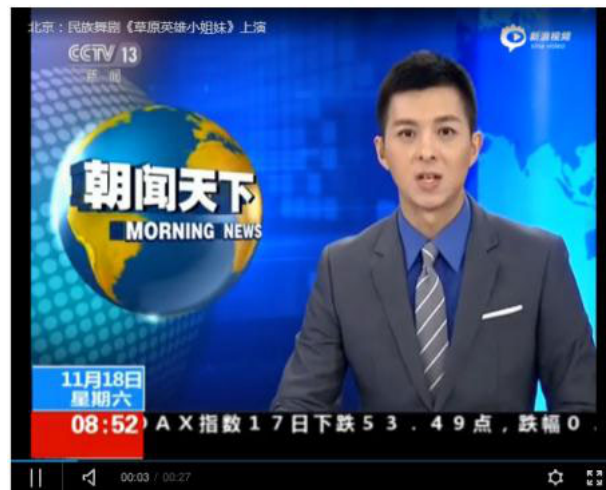 北京：民族舞剧《草原英雄小姐妹》上演
CCTV 13
新闻
新浪视频
sina video
朝闻天下
MORNING NEWS
11月18日
星期六
08:52
DAX指数17日下跌53.49点，跌幅0.
00:03 / 00:27